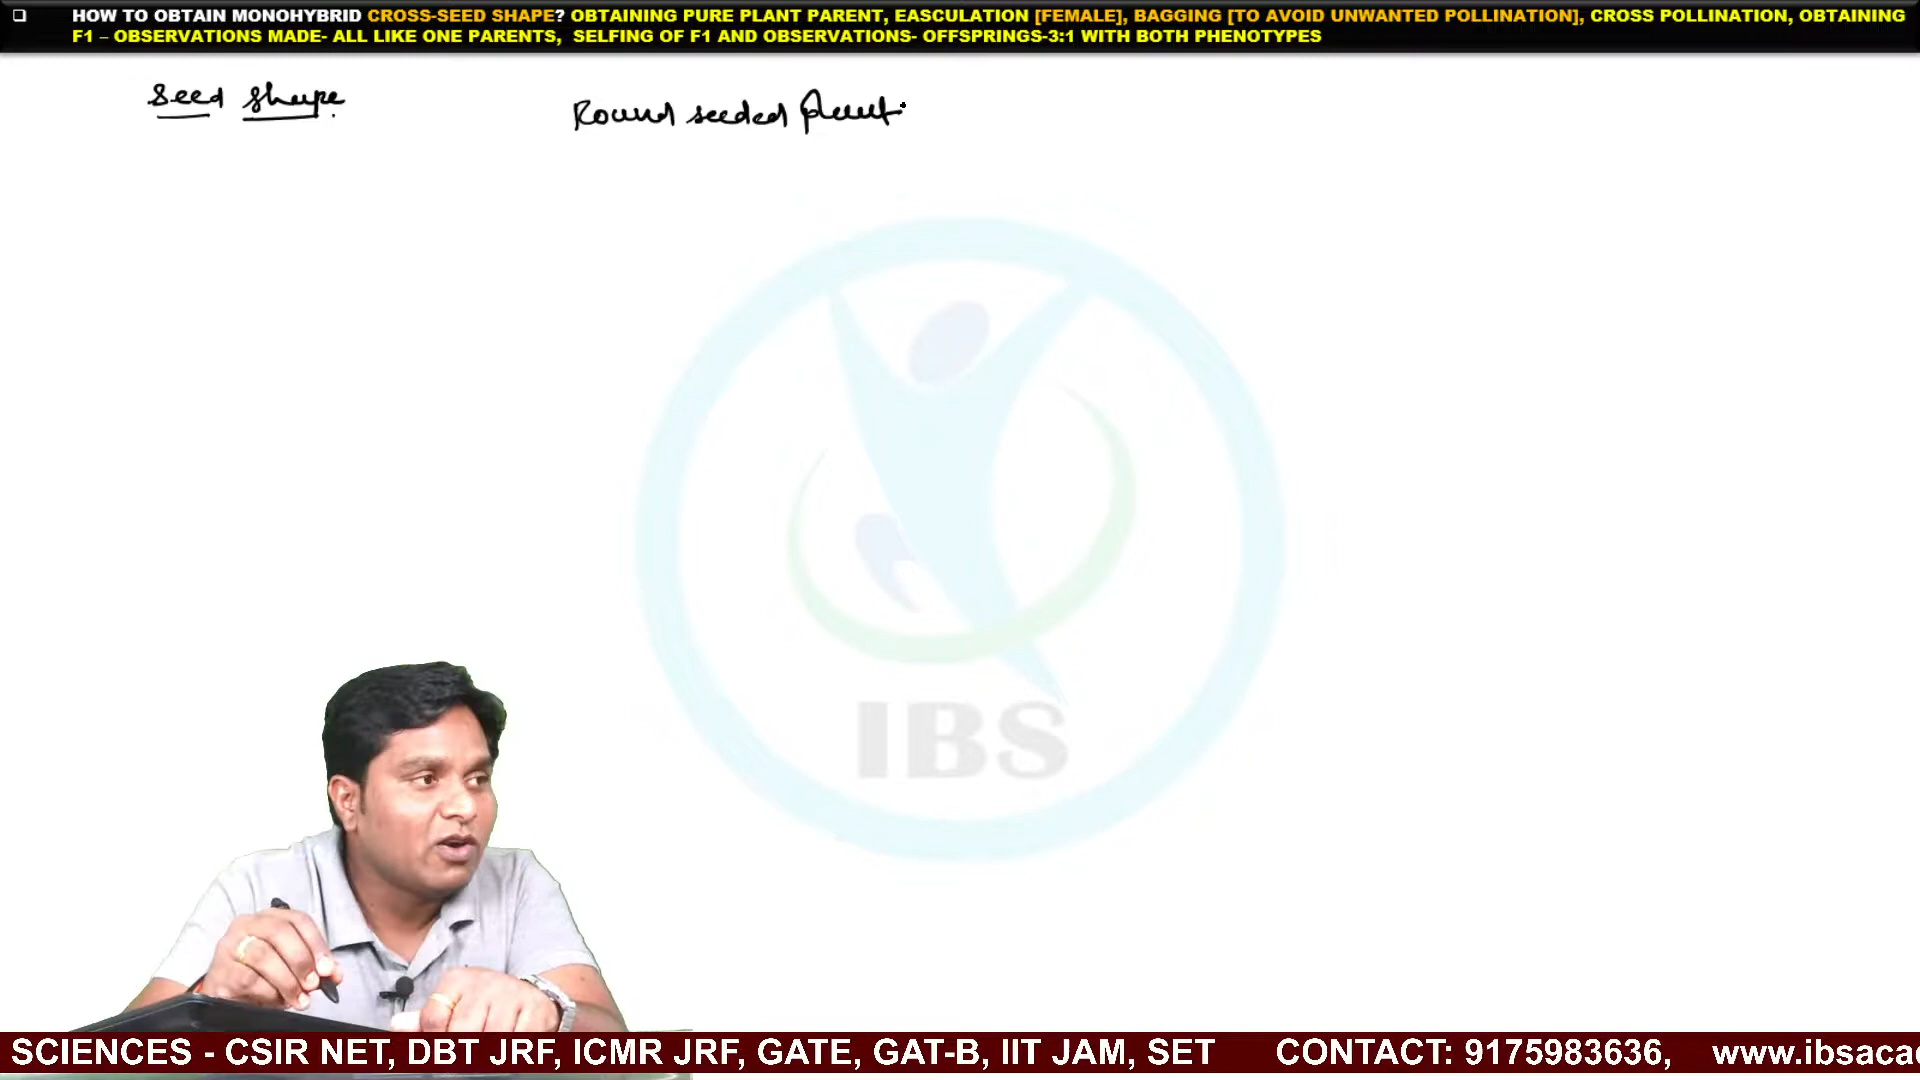 ❑ HOW TO OBTAIN MONOHYBRID CROSS-SEED SHAPE? OBTAINING PURE PLANT PARENT, EASCULATION [FEMALE], BAGGING [TO AVOID UNWANTED POLLINATION], CROSS POLLINATION, OBTAINING
F1 – OBSERVATIONS MADE- ALL LIKE ONE PARENTS, SELFING OF F1 AND OBSERVATIONS- OFFSPRINGS-3:1 WITH BOTH PHENOTYPES
Seed Shape
Round seeded plant
IBS
SCIENCES - CSIR NET, DBT JRF, ICMR JRF, GATE, GAT-B, IIT JAM, SET CONTACT: 9175983636, www.ibsaca